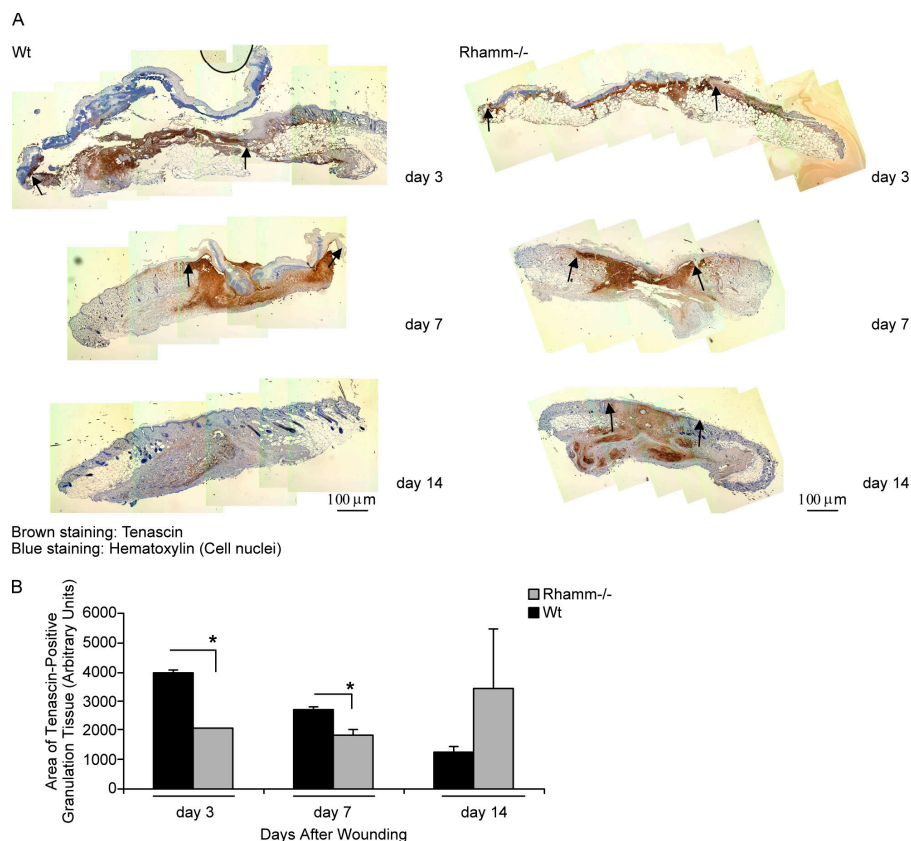 A
Wt
Rhamm-/-
day 3
day 3
day 7
day 7
day 14
day 14
100 μm
100 μm
Brown staining: Tenascin
Blue staining: Hematoxylin (Cell nuclei)
B
Area of Tenascin-Positive
Granulation Tissue (Arbitrary Units)
6000
5000
4000
3000
2000
1000
0
*
*
Rhamm-/-
Wt
day 3
day 7
day 14
Days After Wounding